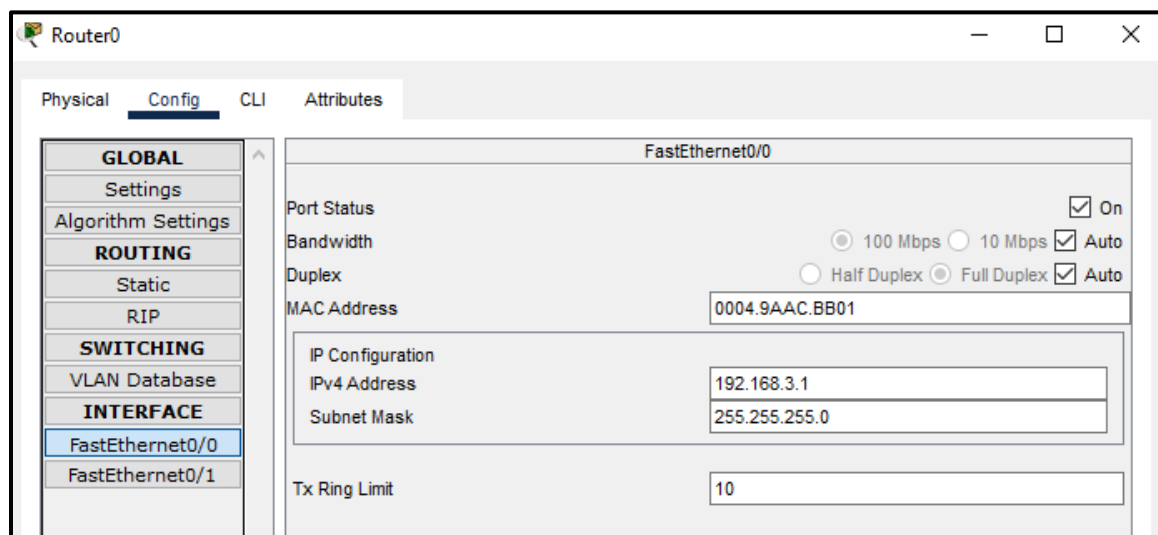 Router0
Physical Config CLI Attributes
GLOBAL
Settings
Algorithm Settings
ROUTING
Static
RIP
SWITCHING
VLAN Database
INTERFACE
FastEthernet0/0
FastEthernet0/1
FastEthernet0/0
Port Status On
Bandwidth 100 Mbps 10 Mbps Auto
Duplex Half Duplex Full Duplex Auto
MAC Address 0004.9AAC.BB01
IP Configuration
IPv4 Address 192.168.3.1
Subnet Mask 255.255.255.0
Tx Ring Limit 10